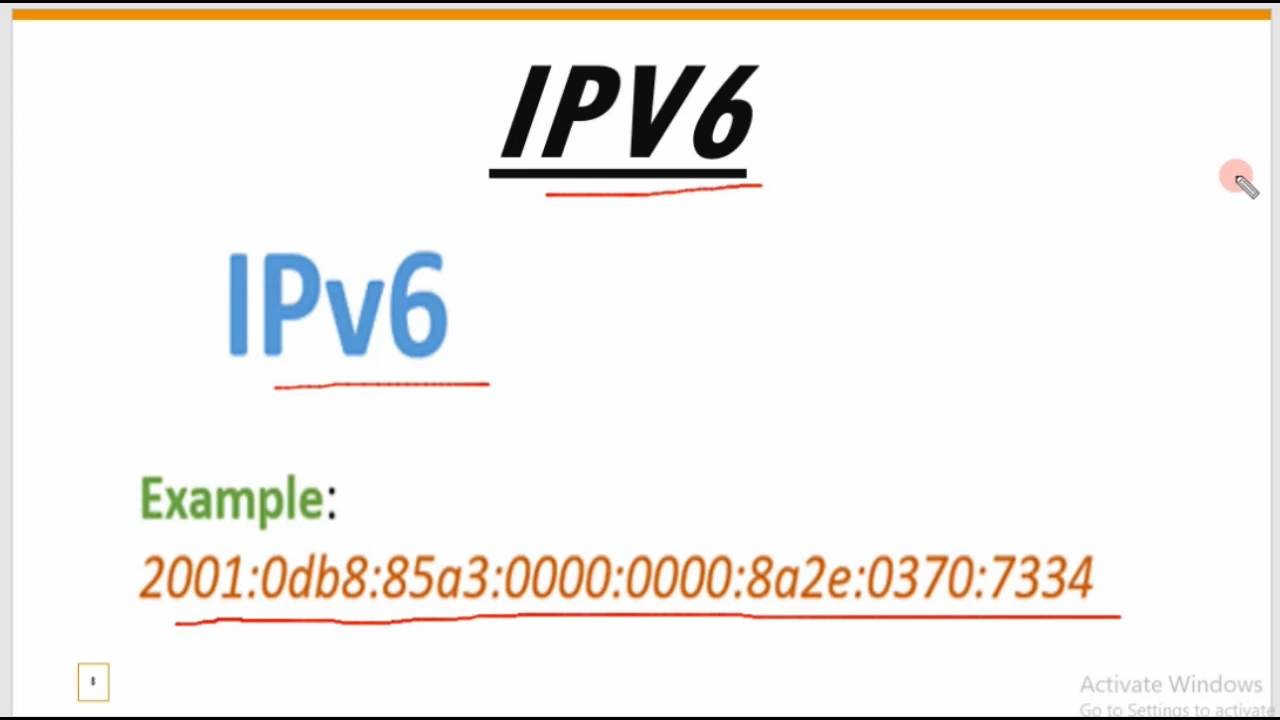 IPV6
IPv6
Example:
2001:0db8:85a3:0000:0000:8a2e:0370:7334
Activate Windows
Go to Settings to activate